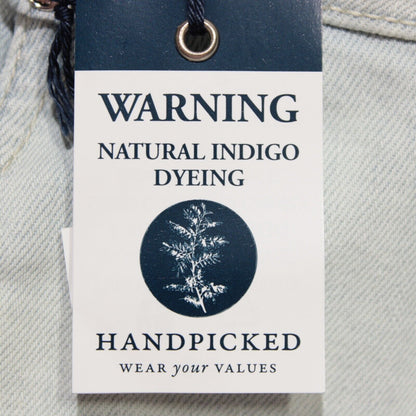 WARNING
NATURAL INDIGO
DYEING
HANDPICKED
WEAR your VALUES